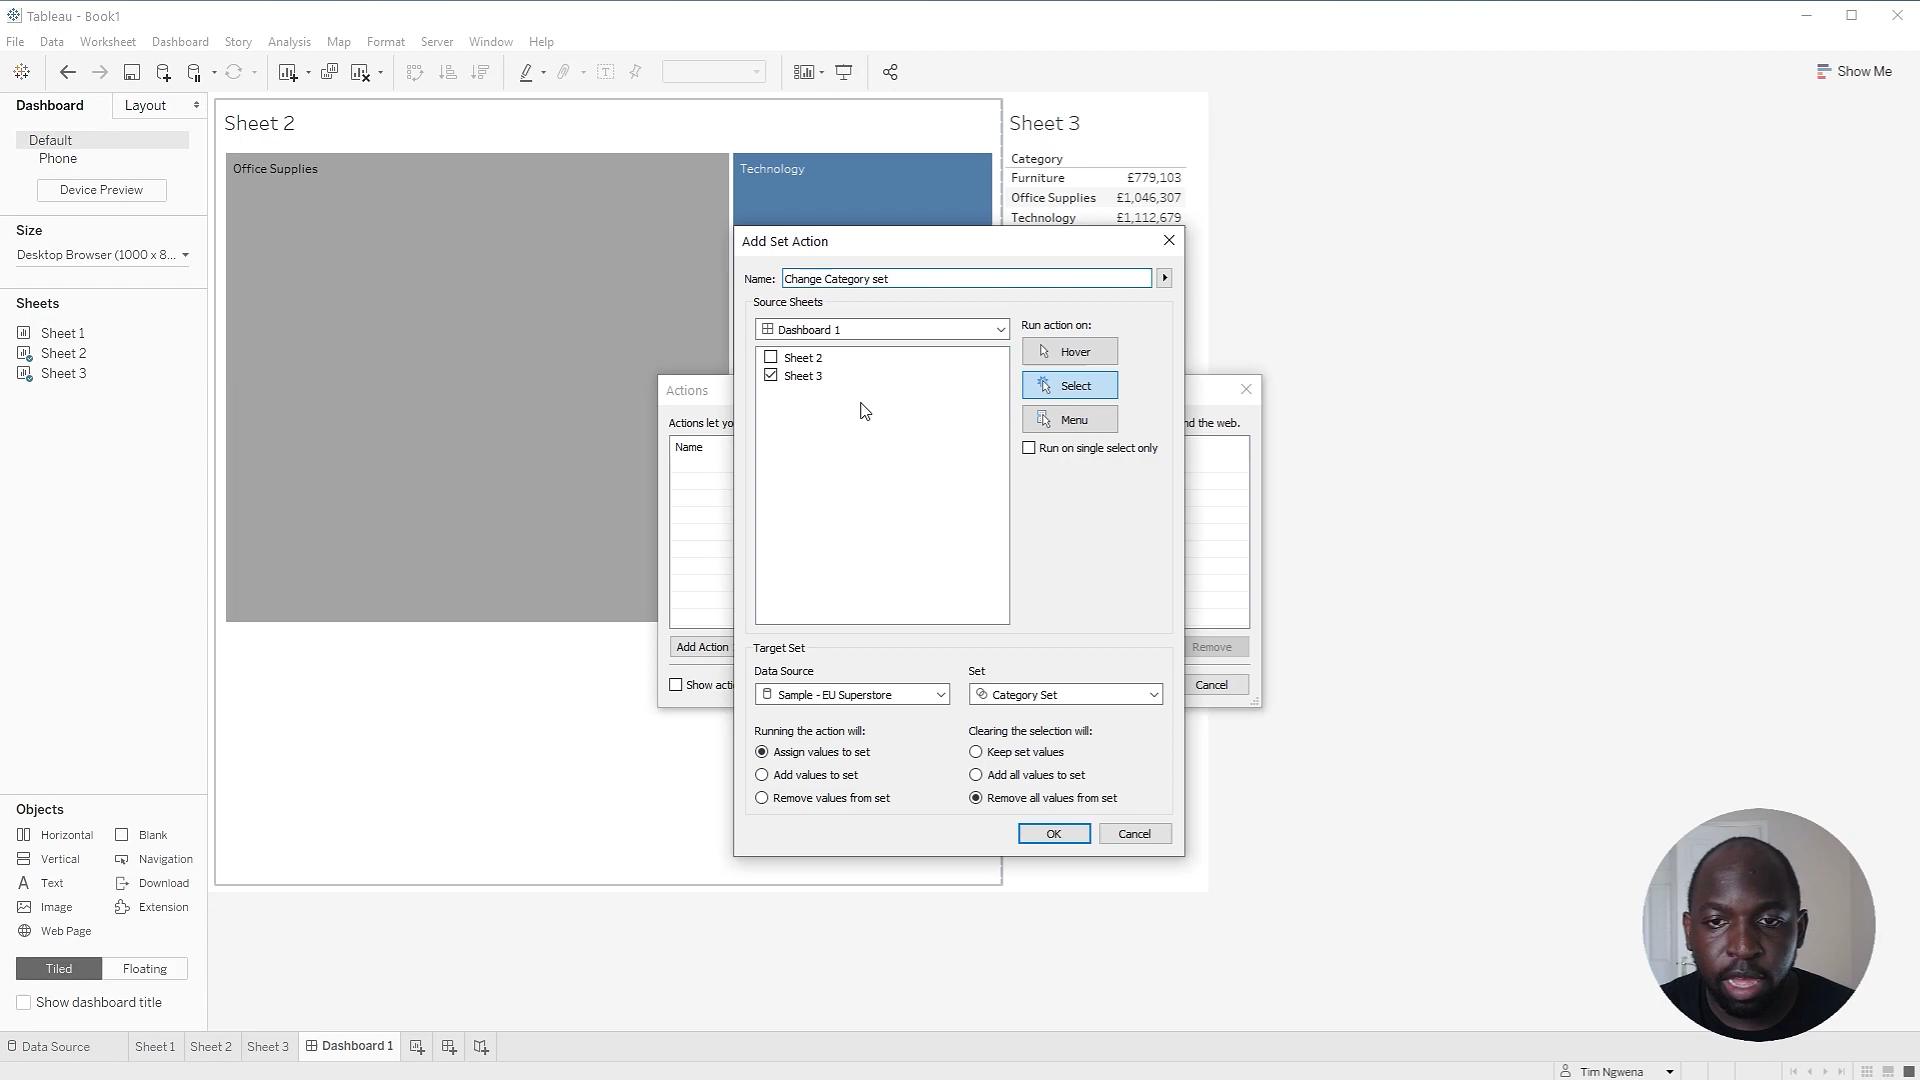 Tableau - Book1
File Data Worksheet Dashboard Story Analysis Map Format Server Window Help
Show Me
Dashboard Layout
Default
Phone
Device Preview
Size
Desktop Browser (1000 x 8...
Sheets
Sheet 1
Sheet 2
Sheet 3
Objects
Horizontal Blank
Vertical Navigation
Text Download
Image Extension
Web Page
Tiled Floating
Show dashboard title
Sheet 2
Office Supplies
Technology
Sheet 3
Category
Furniture £779,103
Office Supplies £1,046,307
Technology £1,112,679
Actions
Actions let yo
nd the web.
Name
Add Action
Remove
Show acti
Cancel
Add Set Action
Name: Change Category set
Source Sheets
Dashboard 1
Sheet 2
Sheet 3
Run action on:
Hover
Select
Menu
Run on single select only
Target Set
Data Source Set
Sample - EU Superstore Category Set
Running the action will: Clearing the selection will:
Assign values to set Keep set values
Add values to set Add all values to set
Remove values from set Remove all values from set
OK Cancel
Data Source Sheet 1 Sheet 2 Sheet 3 Dashboard 1
Tim Ngwena